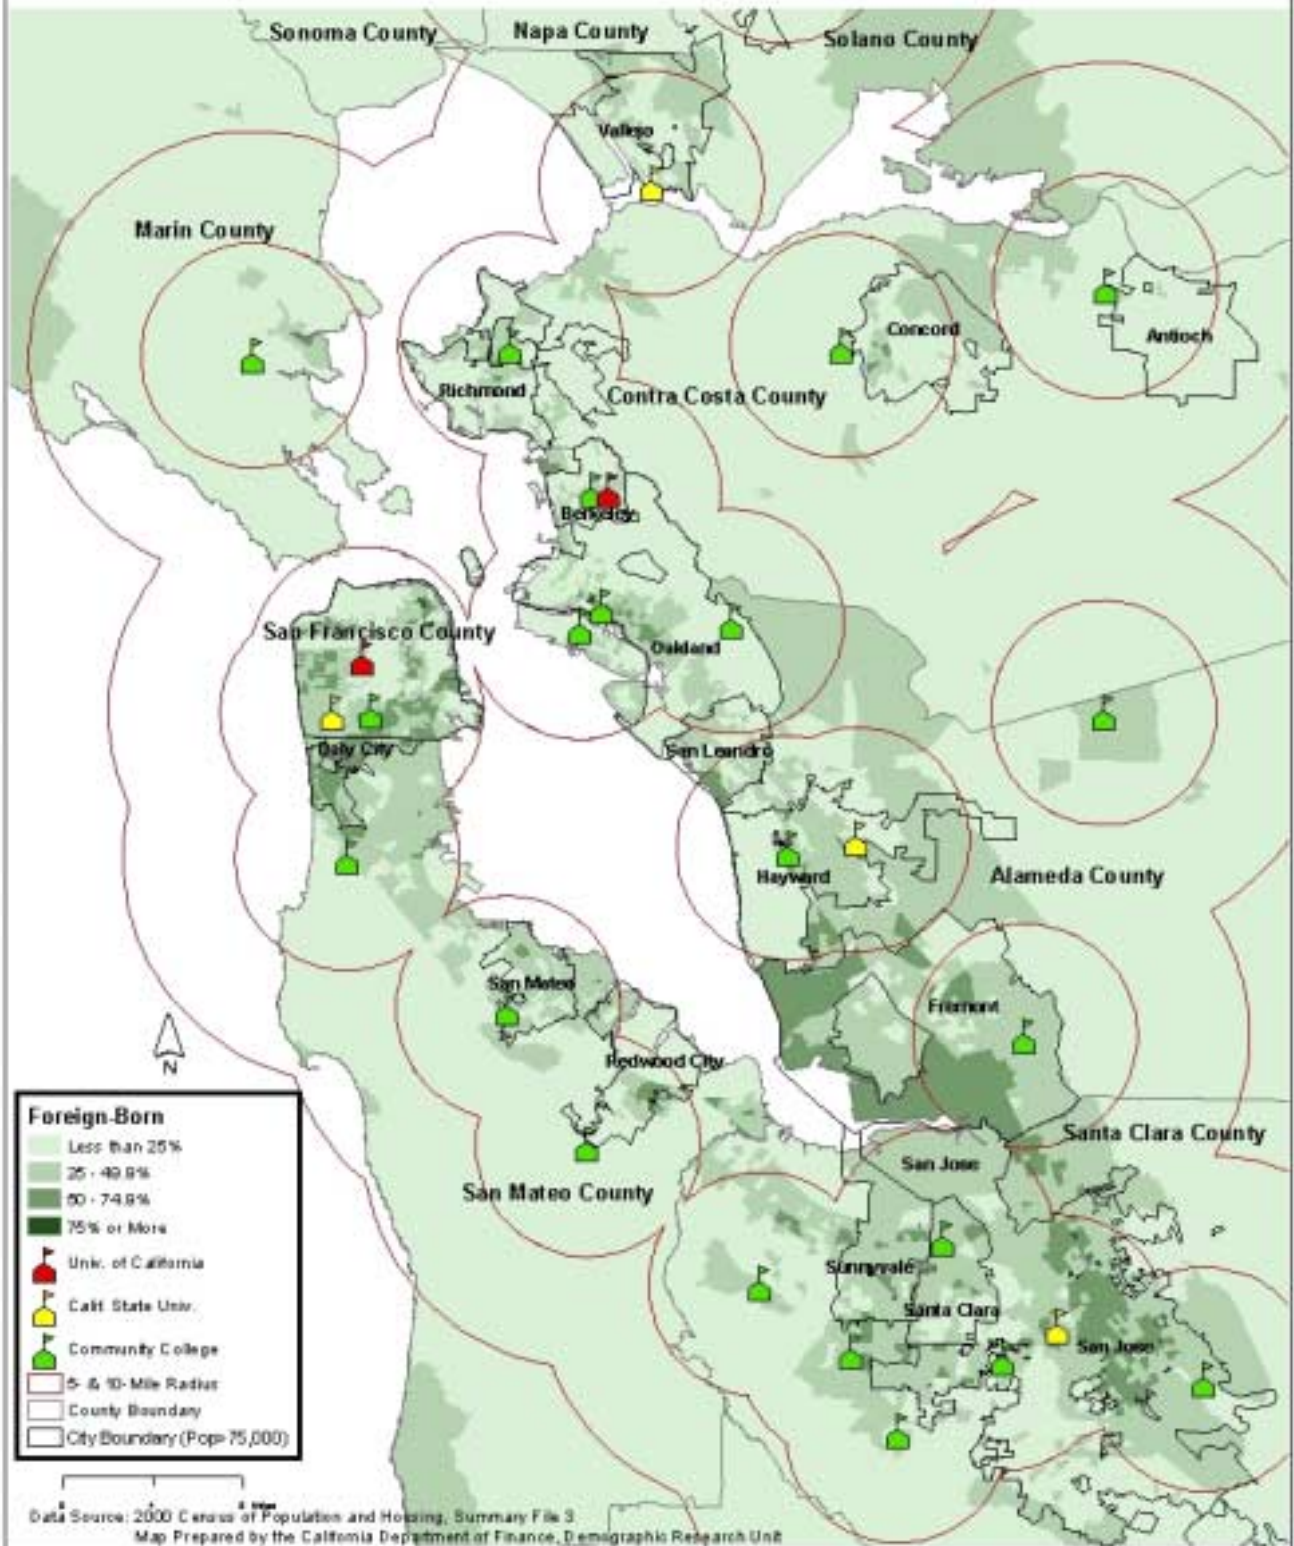 Sonoma County
Napa County
Solano County
Vallejo
Marin County
Concord
Antioch
Richmond
Contra Costa County
Berkeley
San Francisco County
Oakland
Daly City
San Leandro
Hayward
Alameda County
San Mateo
Fremont
Redwood City
N
Santa Clara County
San Jose
San Mateo County
Sunnyvale
Santa Clara
San Jose
Foreign-Born
Less than 25%
25 - 49.9%
50 - 74.9%
75% or More
Univ. of California
Calif. State Univ.
Community College
5- & 10- Mile Radius
County Boundary
City Boundary (Pop>75,000)
Data Source: 2000 Census of Population and Housing, Summary File 3
Map Prepared by the California Department of Finance, Demographic Research Unit